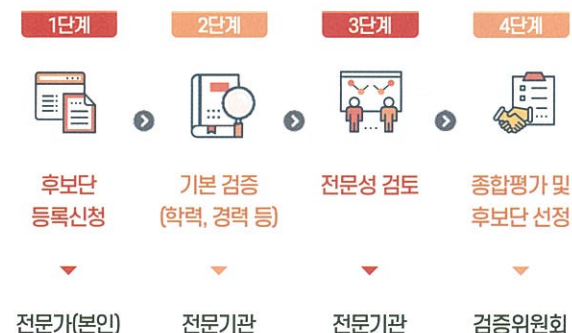 1단계
2단계
3단계
4단계
후보단
등록신청
기본 검증
(학력, 경력 등)
전문성 검토
종합평가 및
후보단 선정
전문가(본인)
전문기관
전문기관
검증위원회